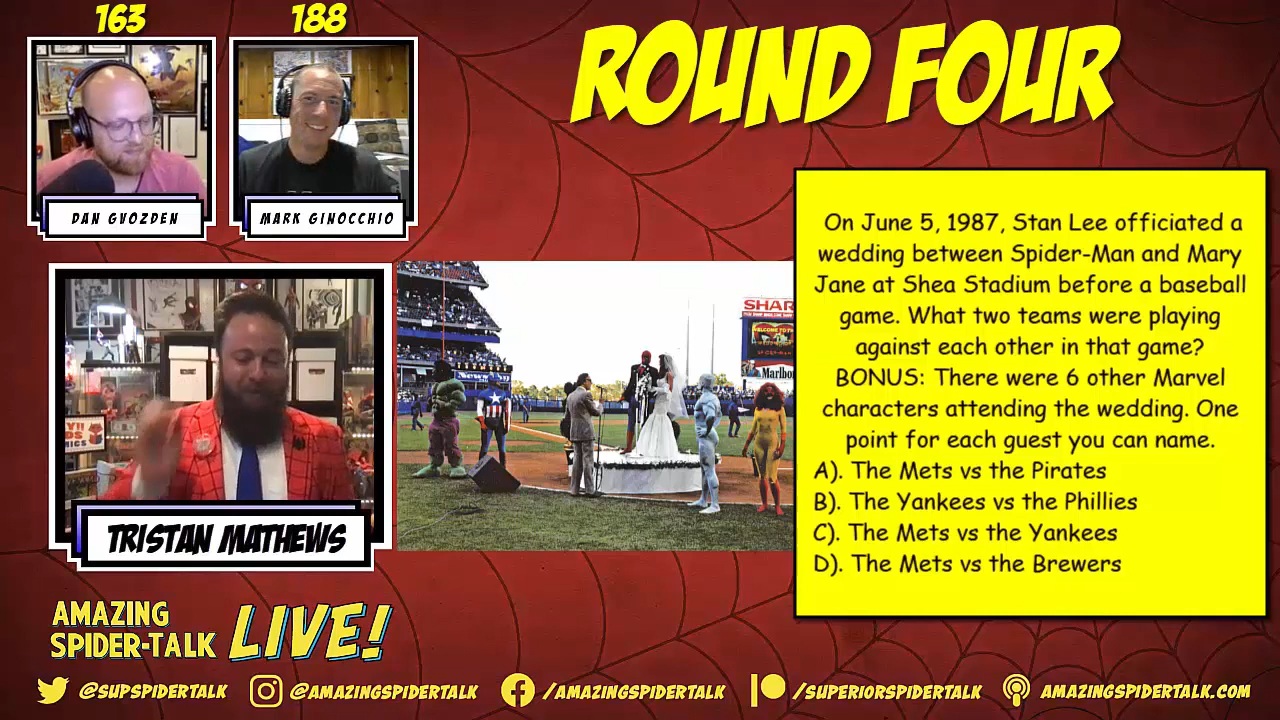 163
188
ROUND FOUR
DAN GVOZDEN
MARK GINOCCHIO
On June 5, 1987, Stan Lee officiated a
wedding between Spider-Man and Mary
Jane at Shea Stadium before a baseball
game. What two teams were playing
against each other in that game?
BONUS: There were 6 other Marvel
characters attending the wedding. One
point for each guest you can name.
A). The Mets vs the Pirates
B). The Yankees vs the Phillies
C). The Mets vs the Yankees
D). The Mets vs the Brewers
SHAR
Marlbo
TRISTAN MATHEWS
AMAZING
SPIDER-TALK
LIVE!
@SUPSPIDERTALK
@AMAZINGSPIDERTALK
/AMAZINGSPIDERTALK
/SUPERIORSPIDERTALK
AMAZINGSPIDERTALK.COM